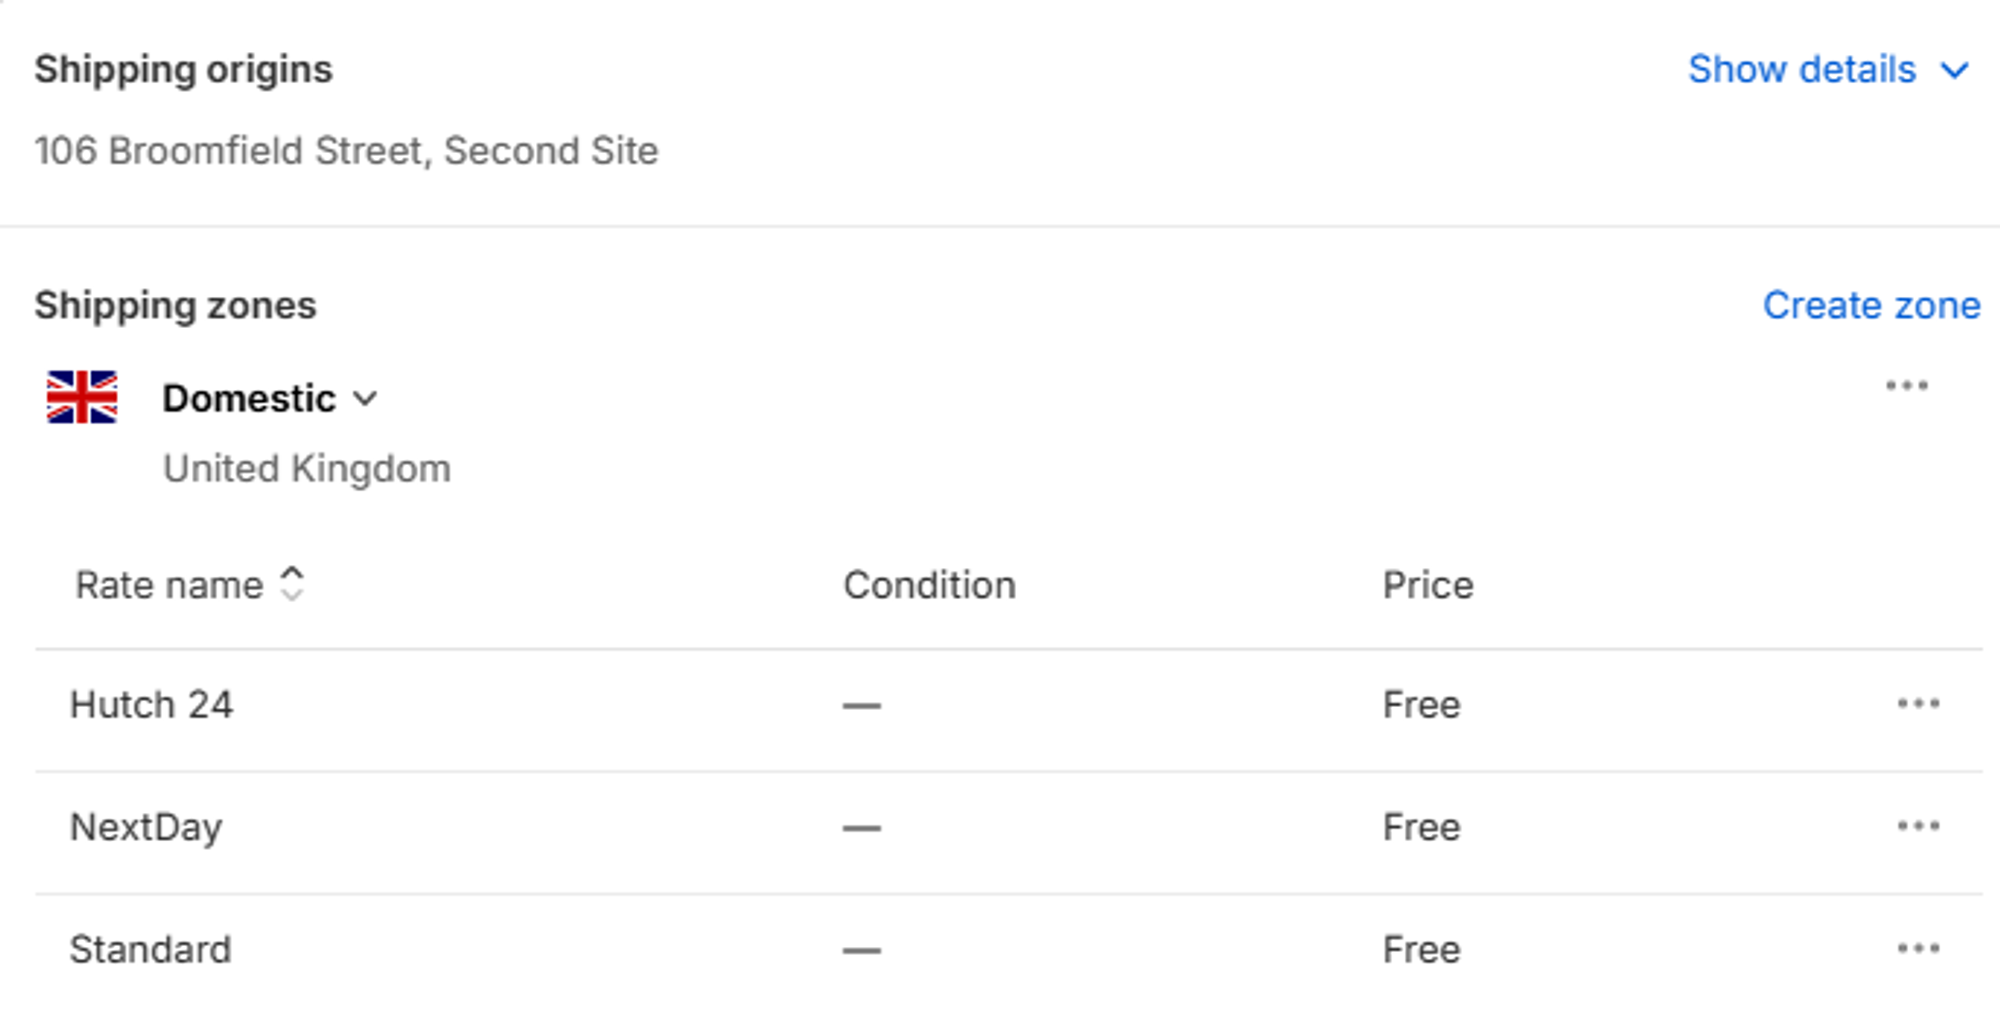 Shipping origins
Show details
106 Broomfield Street, Second Site
Shipping zones
Create zone
Domestic
United Kingdom
Rate name Condition Price
Hutch 24 — Free
NextDay — Free
Standard — Free